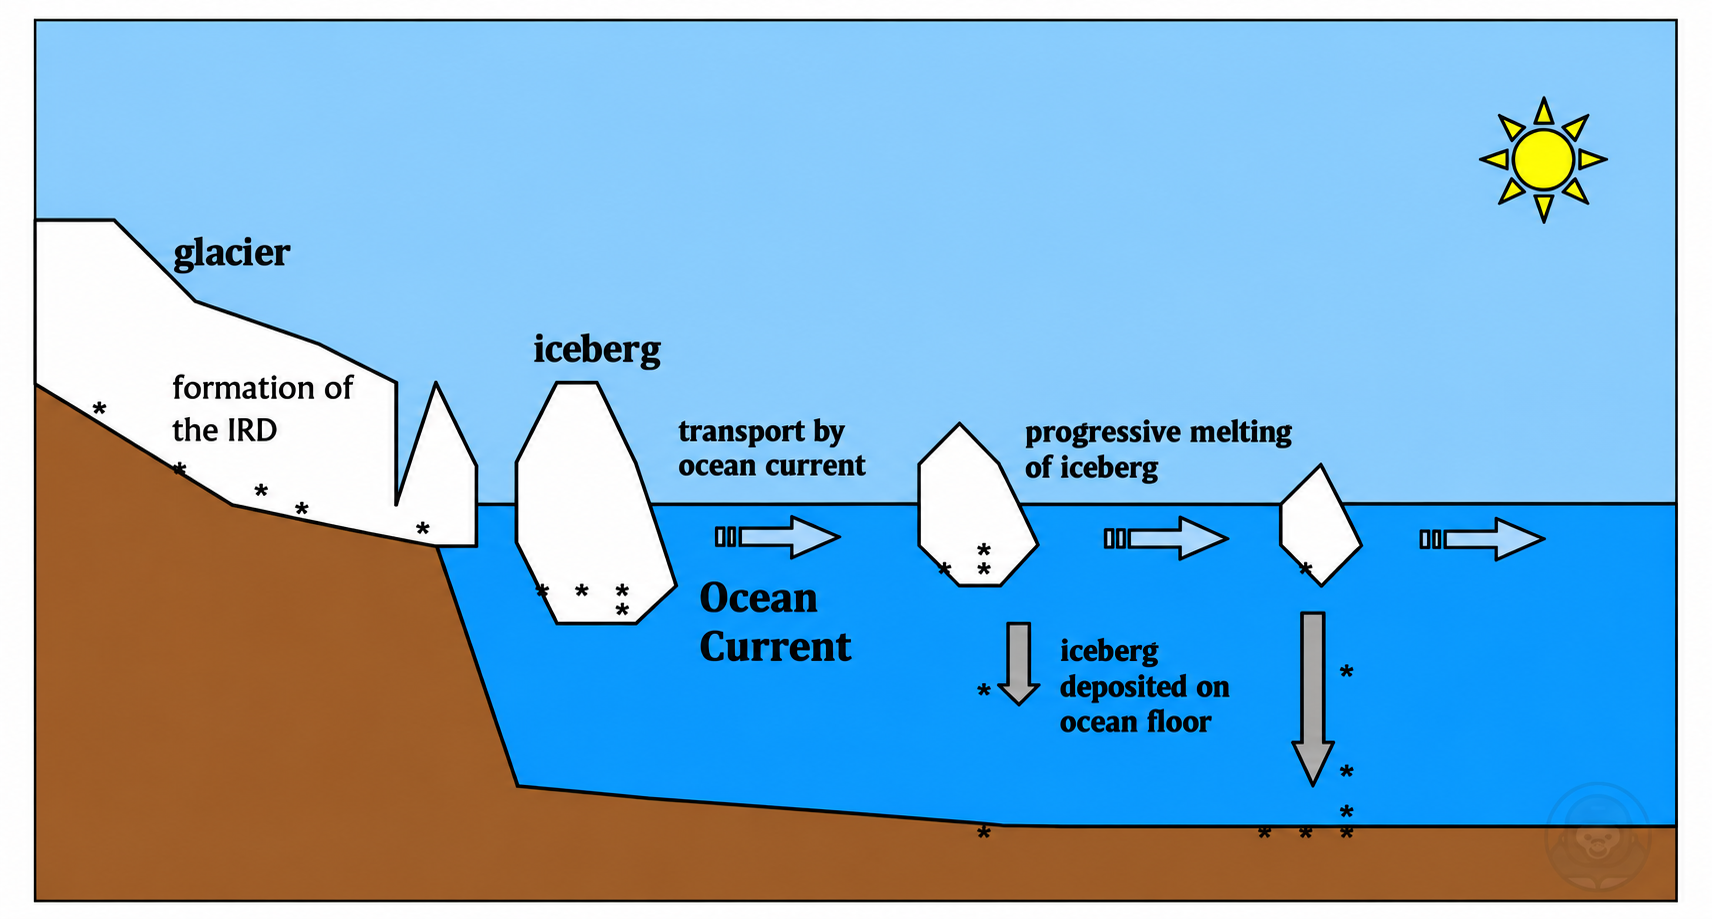 glacier
iceberg
formation of
the IRD
transport by
ocean current
progressive melting
of iceberg
Ocean
Current
iceberg
deposited on
ocean floor